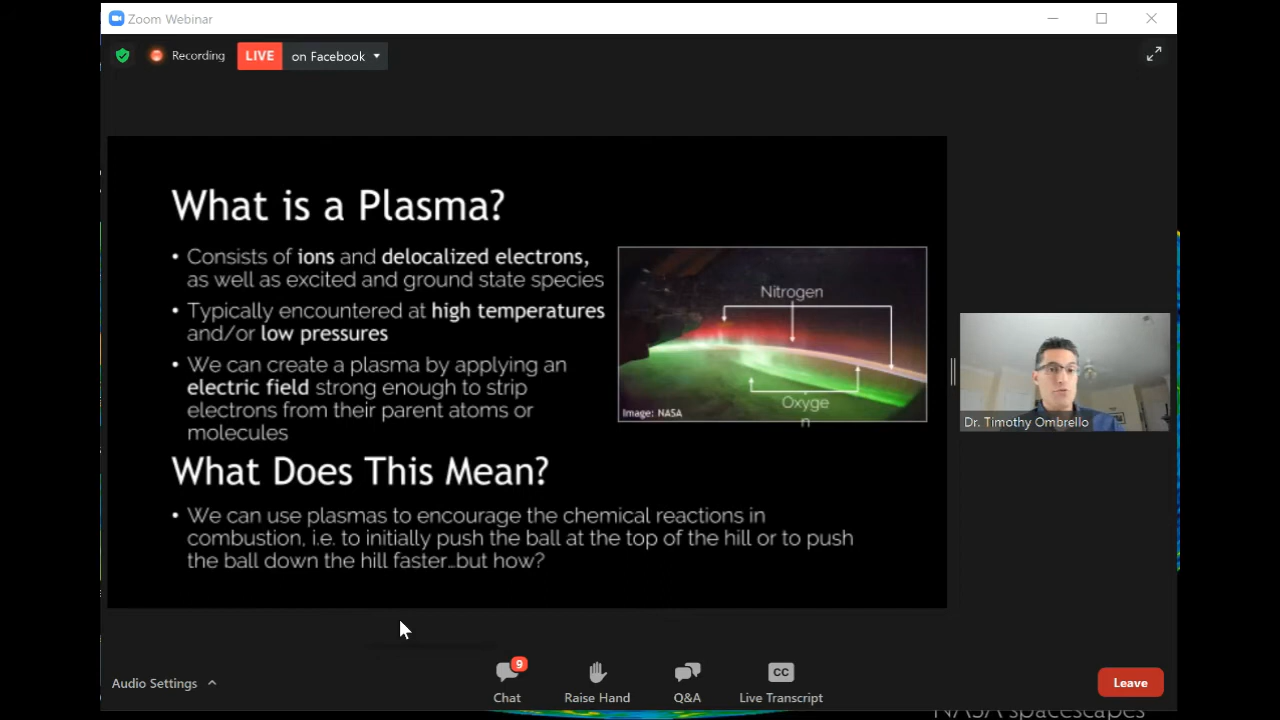 Zoom Webinar
Recording
LIVE
on Facebook
What is a Plasma?
• Consists of ions and delocalized electrons,
as well as excited and ground state species
• Typically encountered at high temperatures
and/or low pressures
• We can create a plasma by applying an
electric field strong enough to strip
electrons from their parent atoms or
molecules
Nitrogen
Oxyge
n
Image: NASA
What Does This Mean?
• We can use plasmas to encourage the chemical reactions in
combustion, i.e. to initially push the ball at the top of the hill or to push
the ball down the hill faster...but how?
Dr. Timothy Ombrello
Audio Settings
9
Chat
Raise Hand
Q&A
CC
Live Transcript
Leave
NASA spacescapes